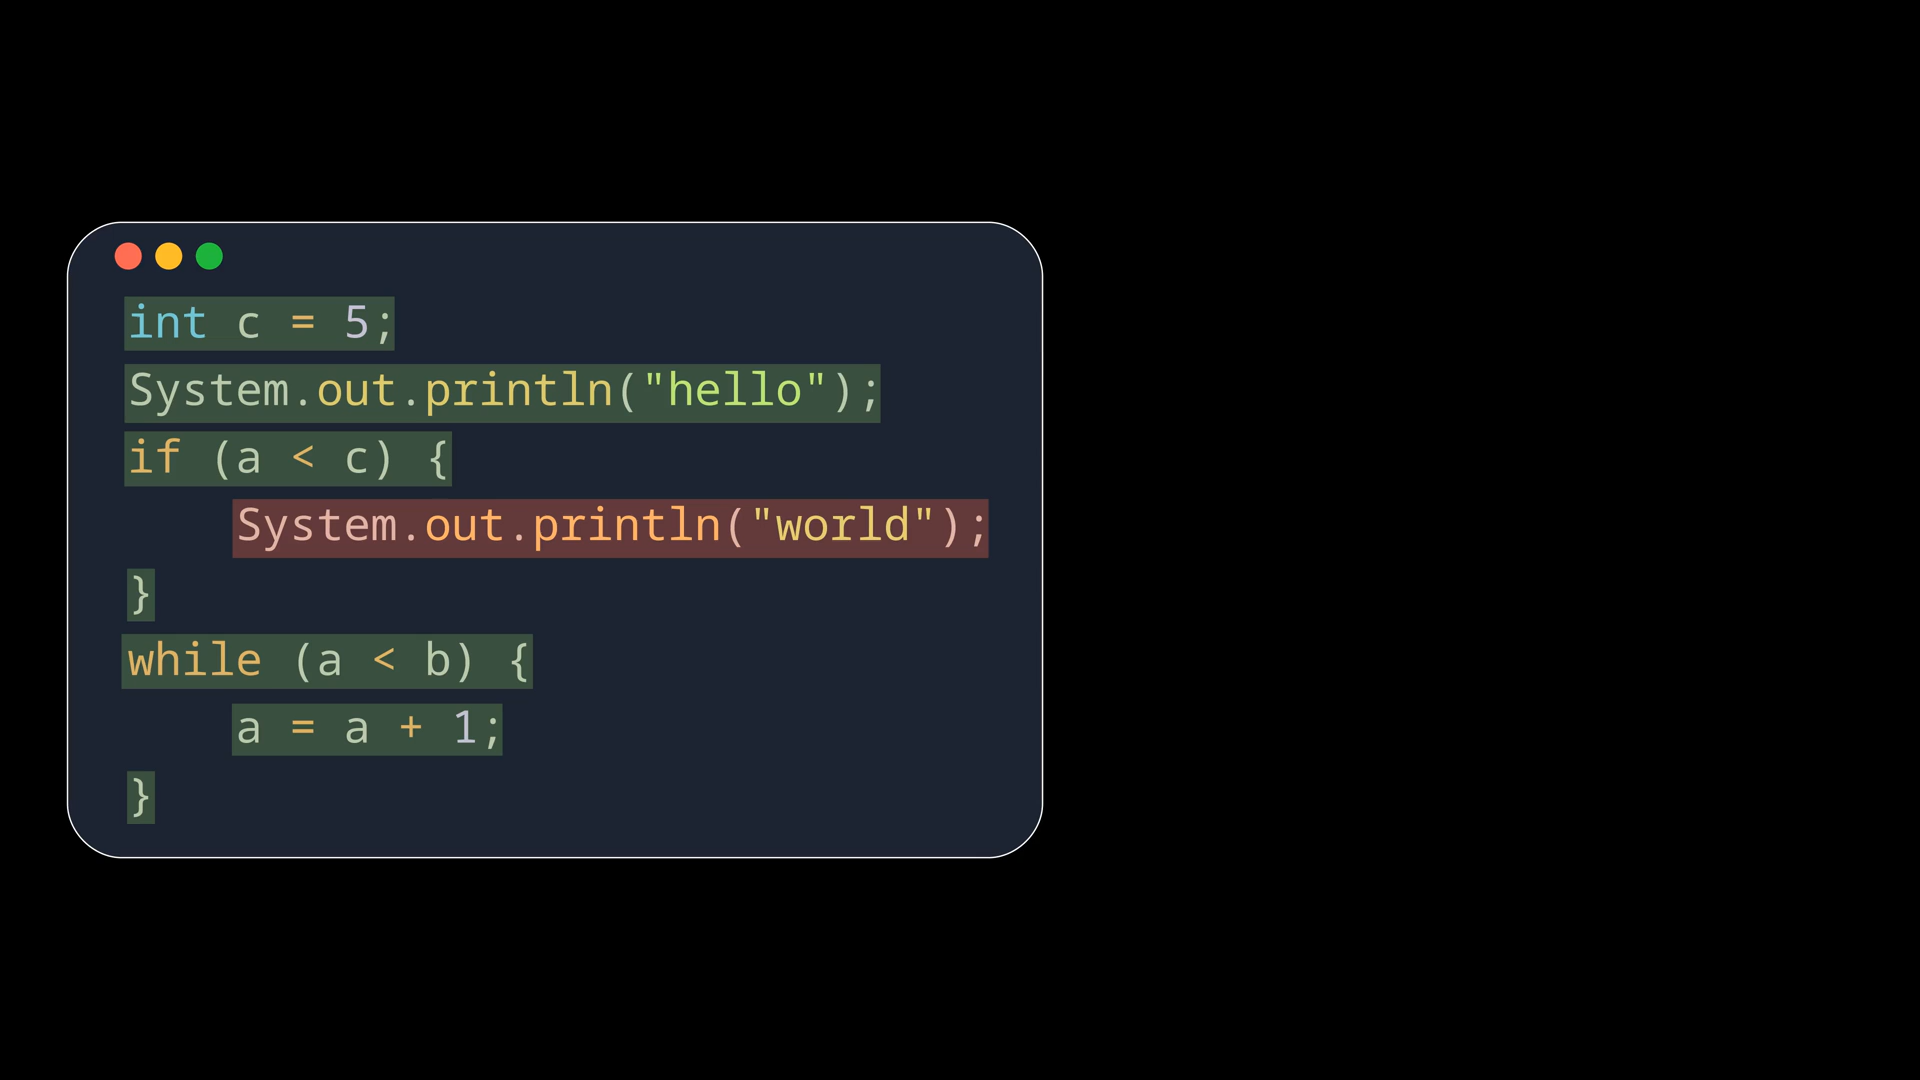 int c = 5;
System.out.println("hello");
if (a < c) {
    System.out.println("world");
}
while (a < b) {
    a = a + 1;
}